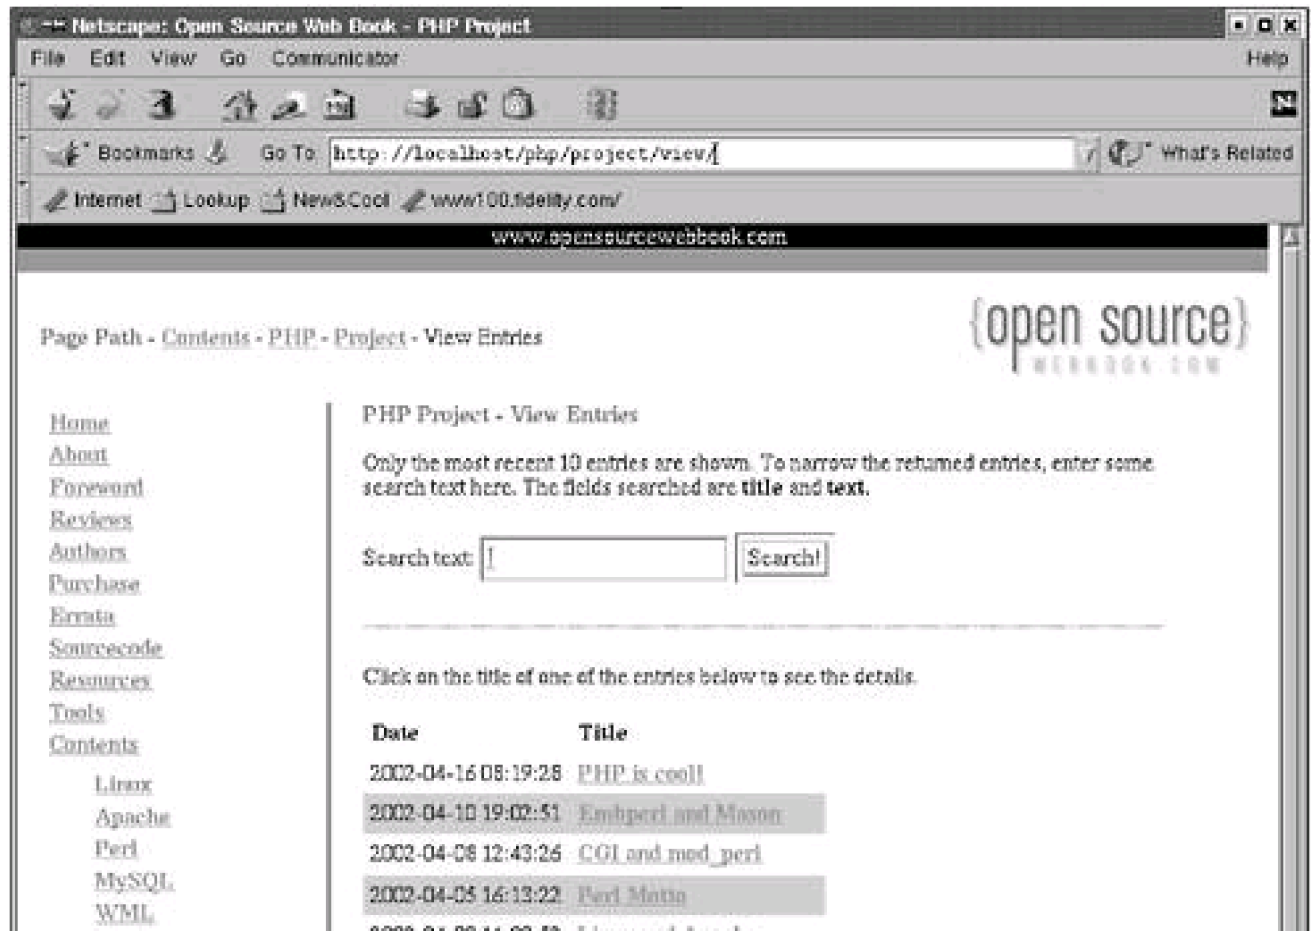 Netscape: Open Source Web Book - PHP Project
File Edit View Go Communicator Help
Bookmarks Go To http://localhost/php/project/view/ What's Related
Internet Lookup New&Cool www100.fidelity.com/
www.opensourcewebbook.com
{open source}
WEBBOOK.COM
Page Path - Contents - PHP - Project - View Entries
Home
About
Foreword
Reviews
Authors
Purchase
Errata
Sourcecode
Resources
Tools
Contents
Linux
Apache
Perl
MySQL
WML
PHP Project - View Entries
Only the most recent 10 entries are shown. To narrow the returned entries, enter some
search text here. The fields searched are title and text.
Search text: Search!
Click on the title of one of the entries below to see the details.
Date Title
2002-04-16 08:19:28 PHP is cool!
2002-04-10 19:02:51 Embperl and Mason
2002-04-08 12:43:26 CGI and mod_perl
2002-04-05 16:13:22 Perl Motto